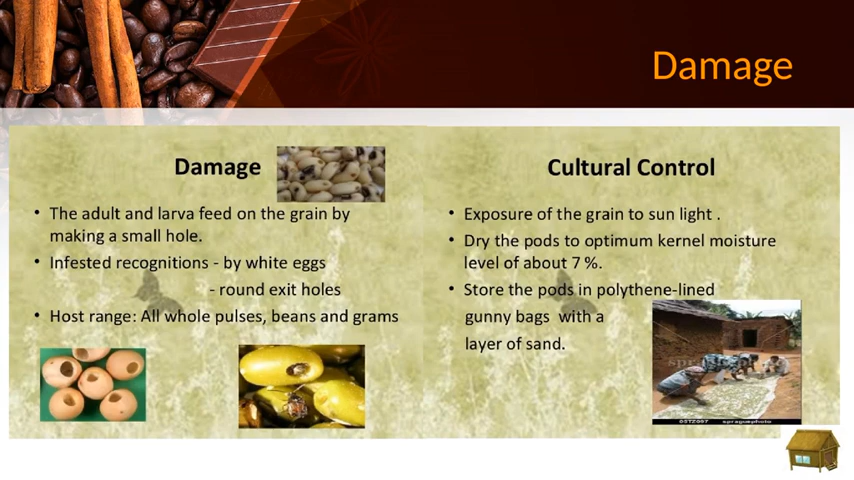 Damage
Damage
• The adult and larva feed on the grain by
making a small hole.
• Infested recognitions - by white eggs
- round exit holes
• Host range: All whole pulses, beans and grams
Cultural Control
• Exposure of the grain to sun light .
• Dry the pods to optimum kernel moisture
level of about 7 %.
• Store the pods in polythene-lined
gunny bags with a
layer of sand.